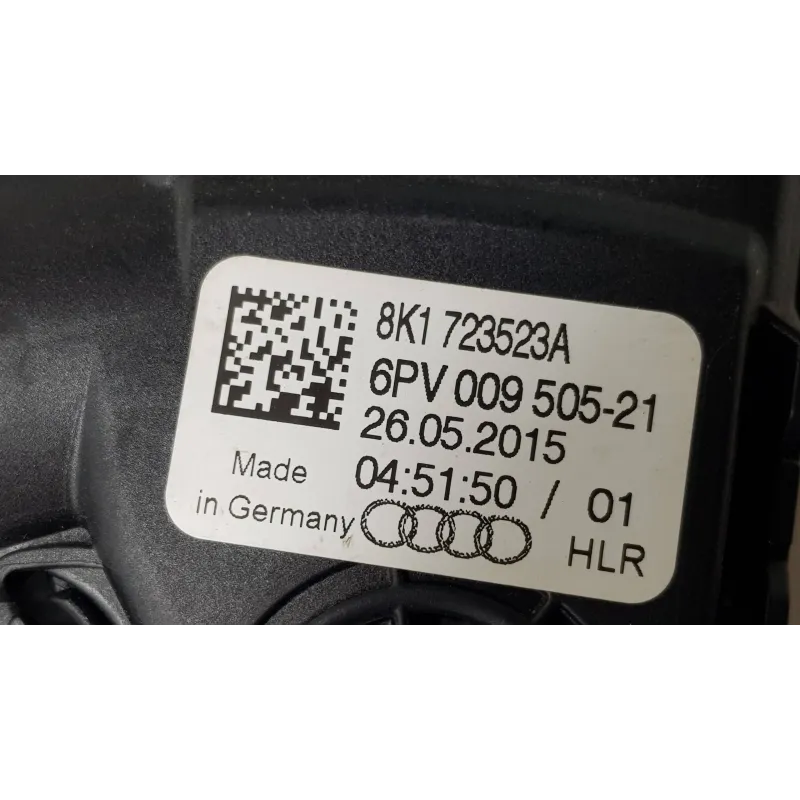 8K1 723523A
6PV 009 505-21
26.05.2015
04:51:50 / 01
Made
in Germany
HLR